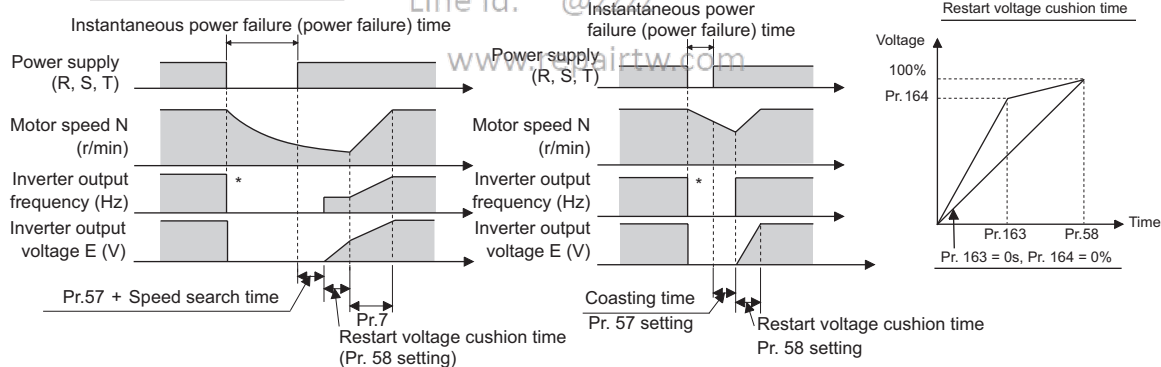 Line id: @zzzz
Instantaneous power failure (power failure) time
Power supply
(R, S, T)
Motor speed N
(r/min)
*
Inverter output
frequency (Hz)
Inverter output
voltage E (V)
Pr.57 + Speed search time
Pr.7
Restart voltage cushion time
(Pr. 58 setting)
www.repairtw.com
Instantaneous power
failure (power failure) time
Power supply
(R, S, T)
Motor speed N
(r/min)
*
Inverter output
frequency (Hz)
Inverter output
voltage E (V)
Coasting time
Pr. 57 setting
Restart voltage cushion time
Pr. 58 setting
Restart voltage cushion time
Voltage
100%
Pr. 164
Time
Pr.163
Pr.58
Pr. 163 = 0s, Pr. 164 = 0%